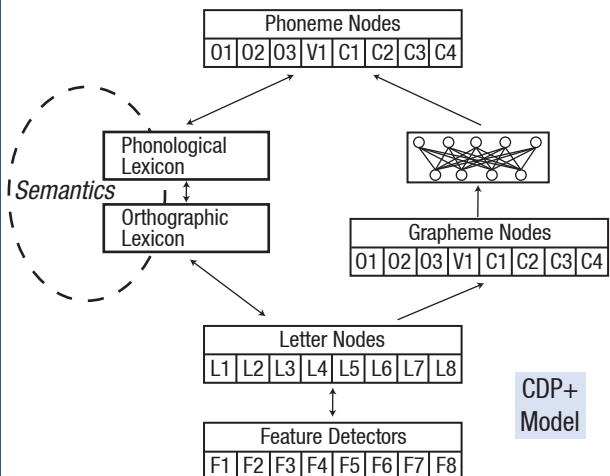 Phoneme Nodes
O1 O2 O3 V1 C1 C2 C3 C4
Phonological
Lexicon
Semantics
Orthographic
Lexicon
Grapheme Nodes
O1 O2 O3 V1 C1 C2 C3 C4
Letter Nodes
L1 L2 L3 L4 L5 L6 L7 L8
CDP+
Model
Feature Detectors
F1 F2 F3 F4 F5 F6 F7 F8